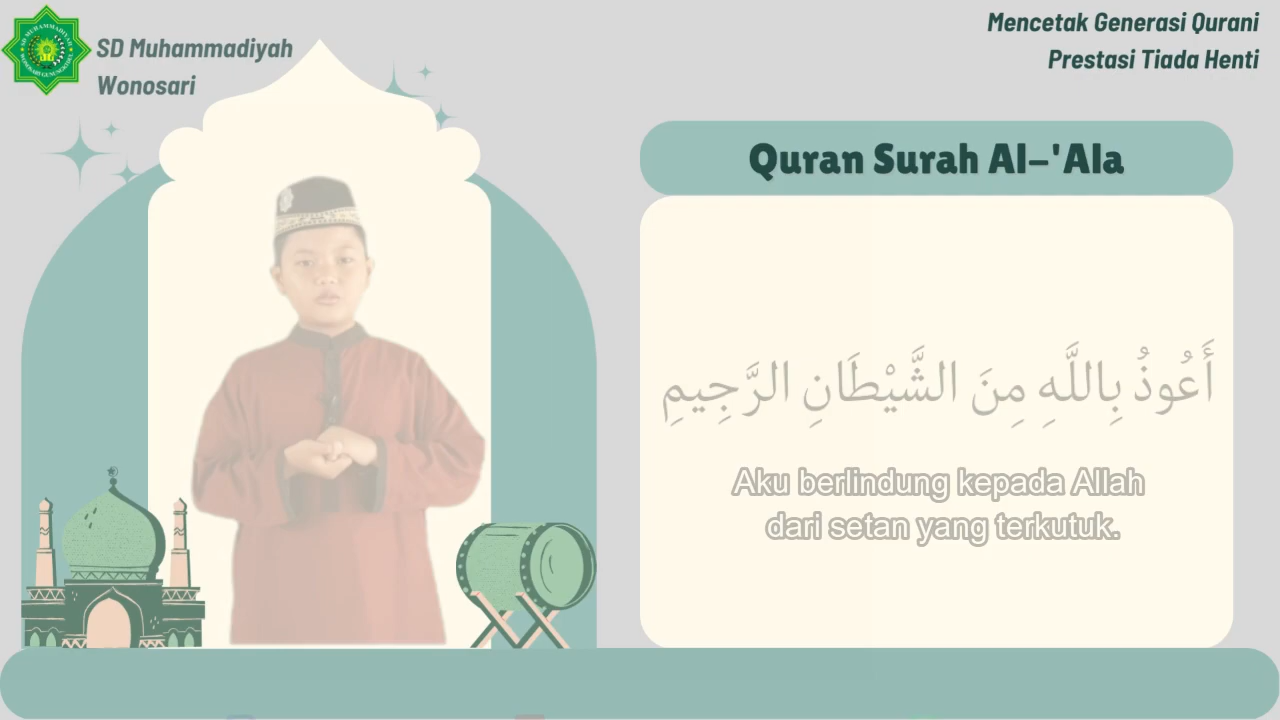 SD Muhammadiyah
Wonosari
Mencetak Generasi Qurani
Prestasi Tiada Henti
Quran Surah Al-'Ala
أَعُوذُ بِاللَّهِ مِنَ الشَّيْطَانِ الرَّجِيمِ
Aku berlindung kepada Allah
dari setan yang terkutuk.